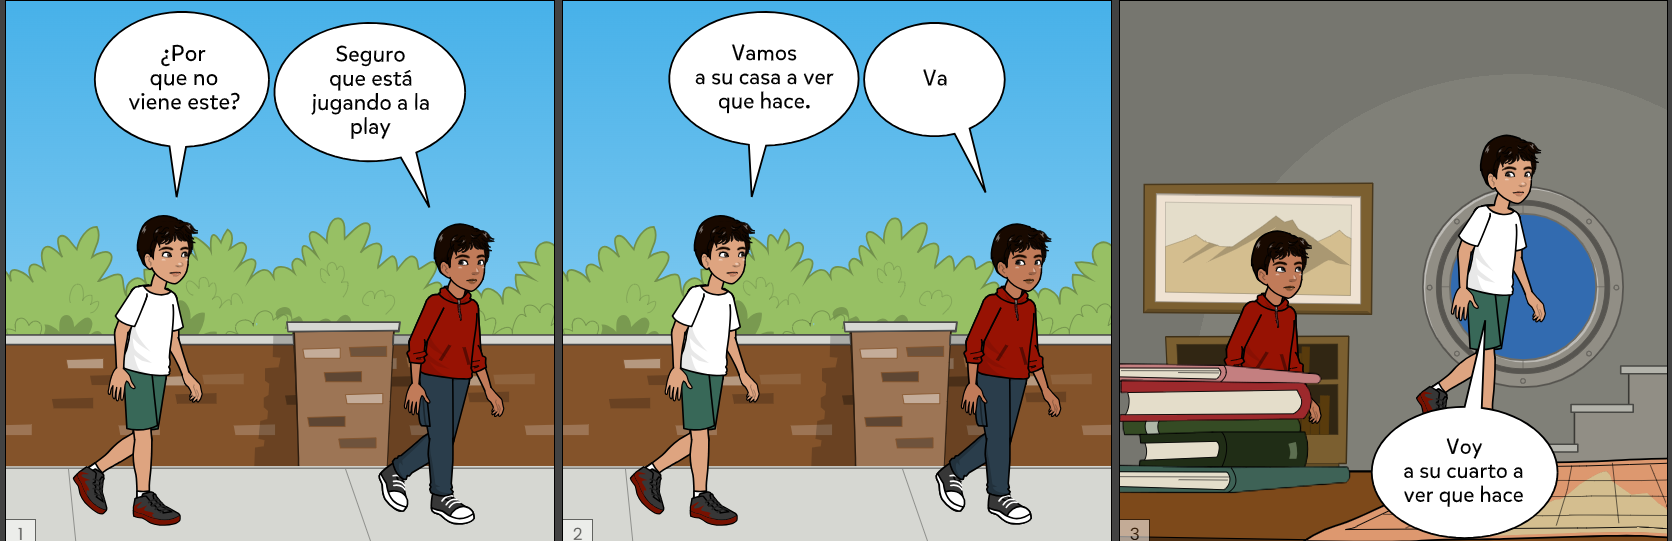 ¿Por
que no
viene este?
Seguro
que está
jugando a la
play
1
Vamos
a su casa a ver
que hace.
Va
2
Voy
a su cuarto a
ver que hace
3